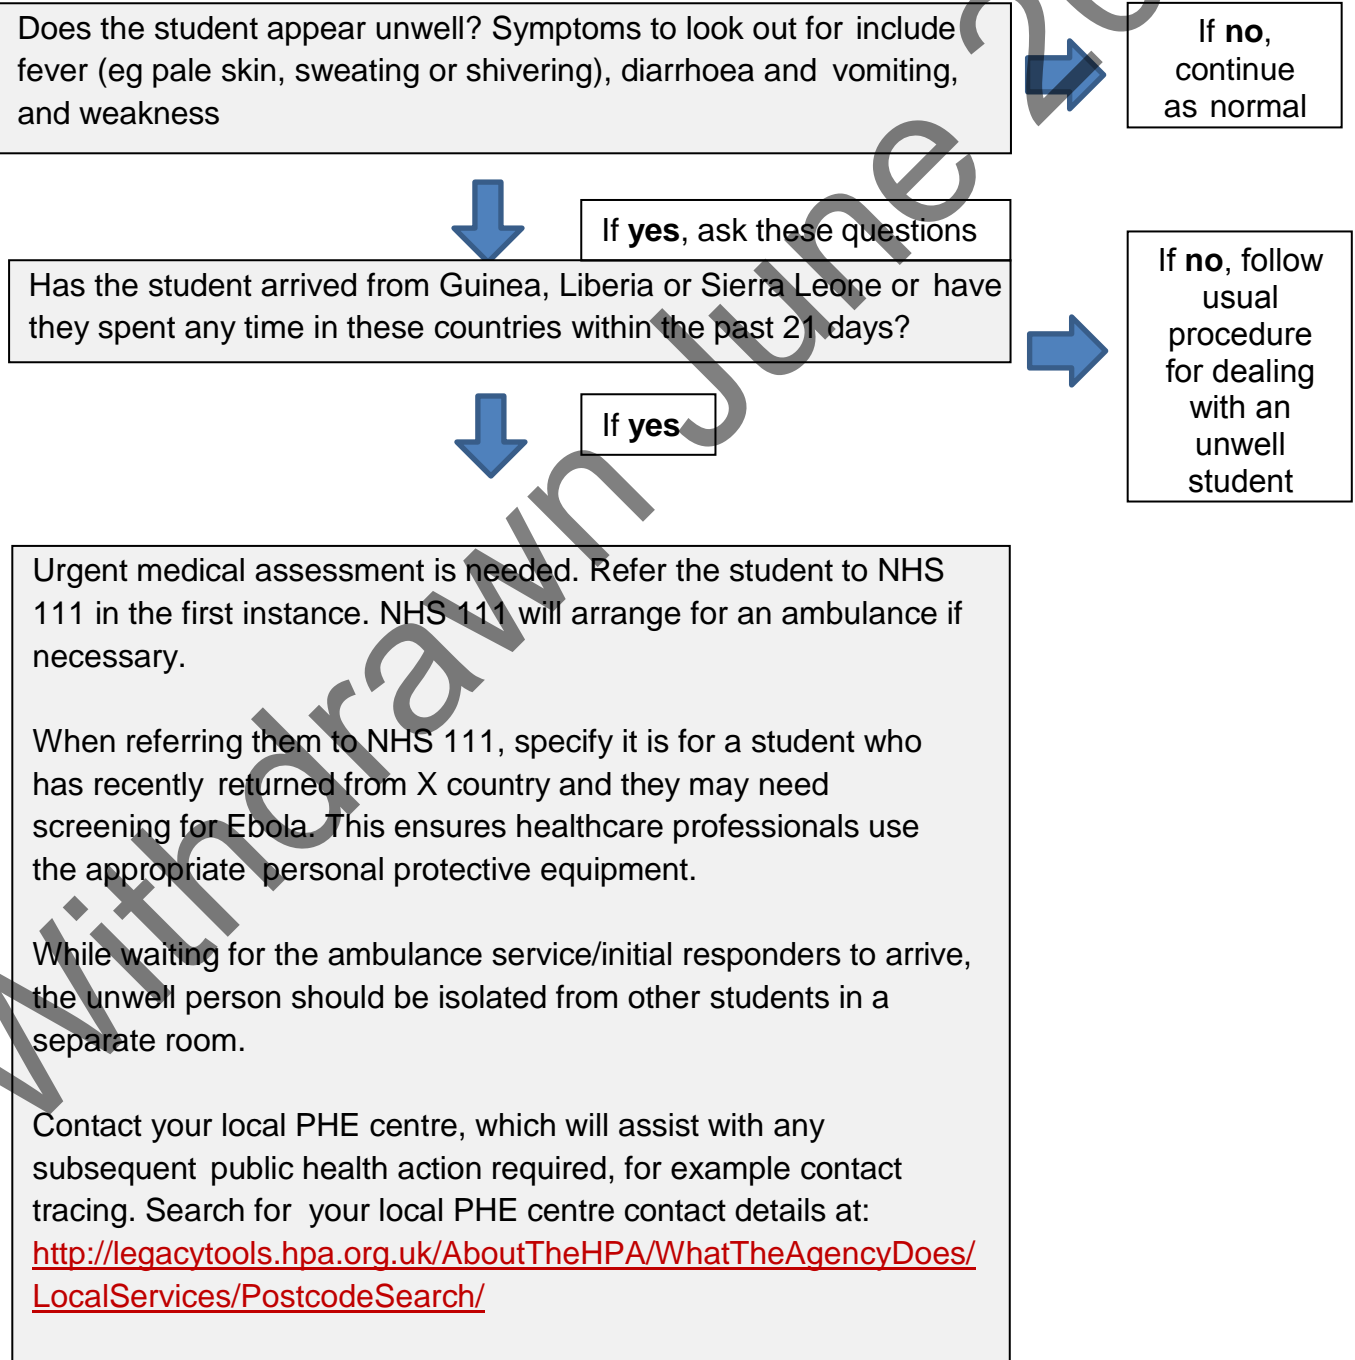 Does the student appear unwell? Symptoms to look out for include
fever (eg pale skin, sweating or shivering), diarrhoea and vomiting,
and weakness
If no,
continue
as normal
If yes, ask these questions
Has the student arrived from Guinea, Liberia or Sierra Leone or have
they spent any time in these countries within the past 21 days?
If no, follow
usual
procedure
for dealing
with an
unwell
student
If yes
Urgent medical assessment is needed. Refer the student to NHS
111 in the first instance. NHS 111 will arrange for an ambulance if
necessary.
When referring them to NHS 111, specify it is for a student who
has recently returned from X country and they may need
screening for Ebola. This ensures healthcare professionals use
the appropriate personal protective equipment.
While waiting for the ambulance service/initial responders to arrive,
the unwell person should be isolated from other students in a
separate room.
Contact your local PHE centre, which will assist with any
subsequent public health action required, for example contact
tracing. Search for your local PHE centre contact details at:
http://legacytools.hpa.org.uk/AboutTheHPA/WhatTheAgencyDoes/
LocalServices/PostcodeSearch/
Withdrawn June